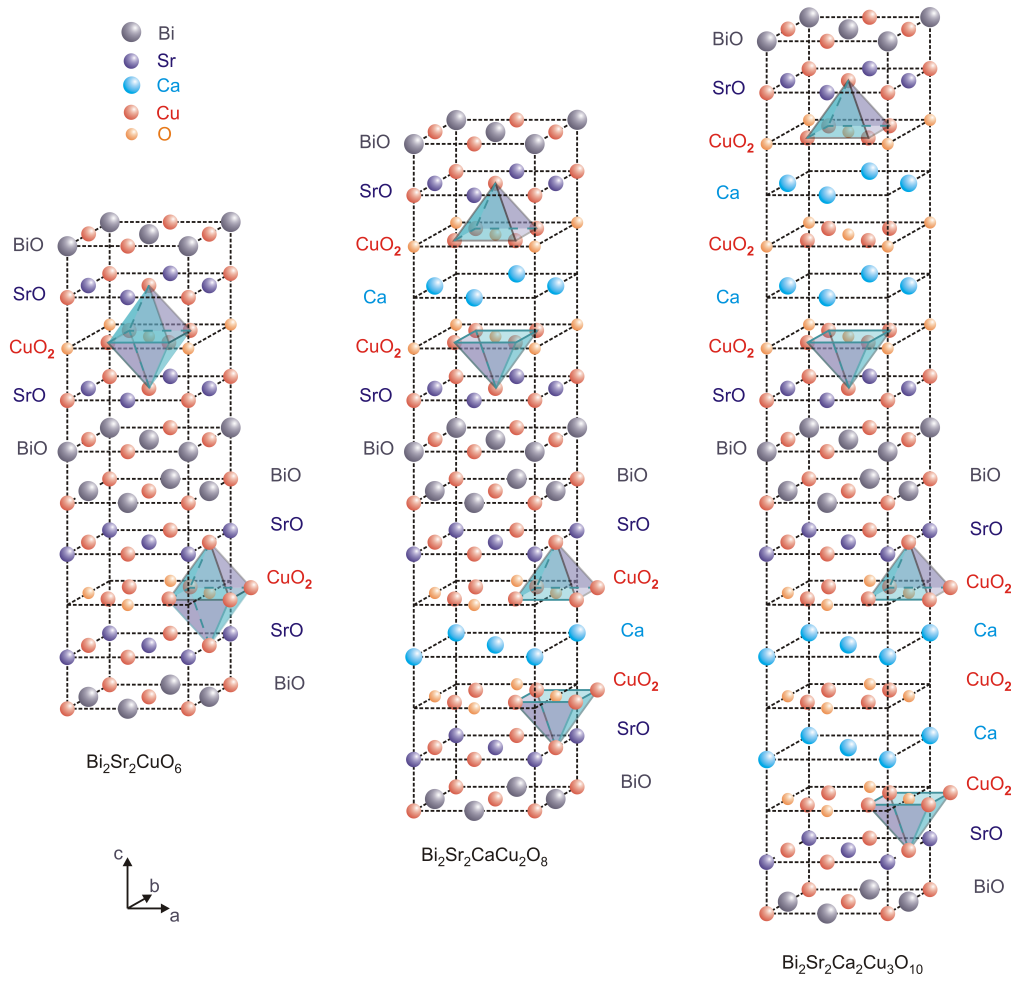 Bi
Sr
Ca
Cu
O
BiO
SrO
CuO₂
SrO
BiO
BiO
SrO
CuO₂
SrO
BiO
Bi₂Sr₂CuO₆
BiO
SrO
CuO₂
Ca
CuO₂
SrO
BiO
BiO
SrO
CuO₂
Ca
CuO₂
SrO
BiO
Bi₂Sr₂CaCu₂O₈
BiO
SrO
CuO₂
Ca
CuO₂
Ca
CuO₂
SrO
BiO
BiO
SrO
CuO₂
Ca
CuO₂
Ca
CuO₂
SrO
BiO
Bi₂Sr₂Ca₂Cu₃O₁₀
c
b
a